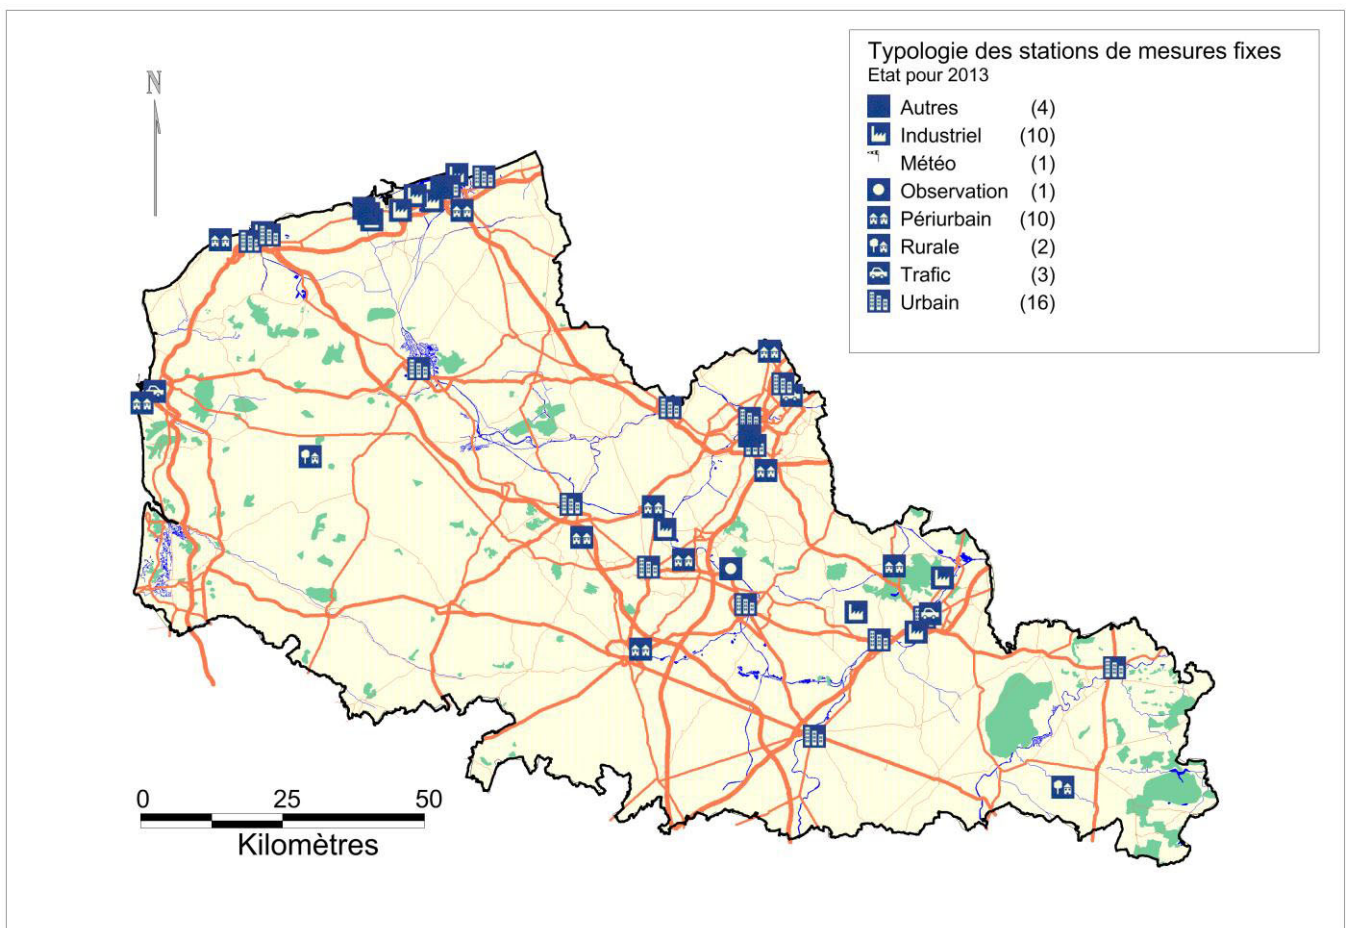 Typologie des stations de mesures fixes
Etat pour 2013
Autres (4)
Industriel (10)
Météo (1)
Observation (1)
Périurbain (10)
Rurale (2)
Trafic (3)
Urbain (16)
N
0 25 50
Kilomètres